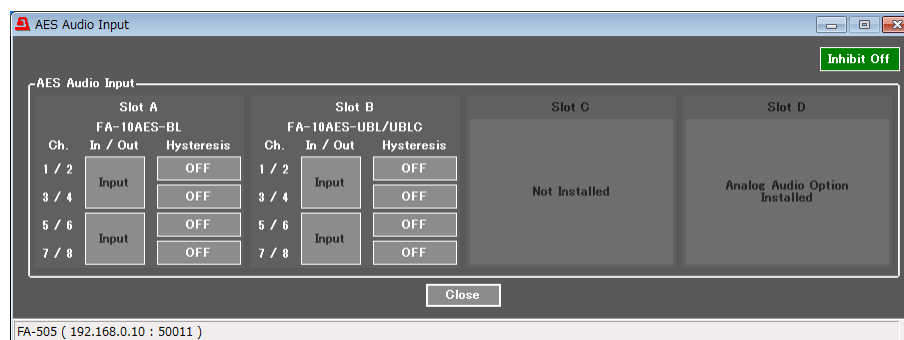 AES Audio Input
Inhibit Off
AES Audio Input
Slot A Slot B Slot C Slot D
FA-10AES-BL FA-10AES-UBL/UBLC
Ch. In / Out Hysteresis Ch. In / Out Hysteresis
1 / 2 OFF 1 / 2 OFF
Input Input
3 / 4 OFF 3 / 4 OFF
Not Installed
Analog Audio Option
Installed
5 / 6 OFF 5 / 6 OFF
Input Input
7 / 8 OFF 7 / 8 OFF
Close
FA-505 ( 192.168.0.10 : 50011 )